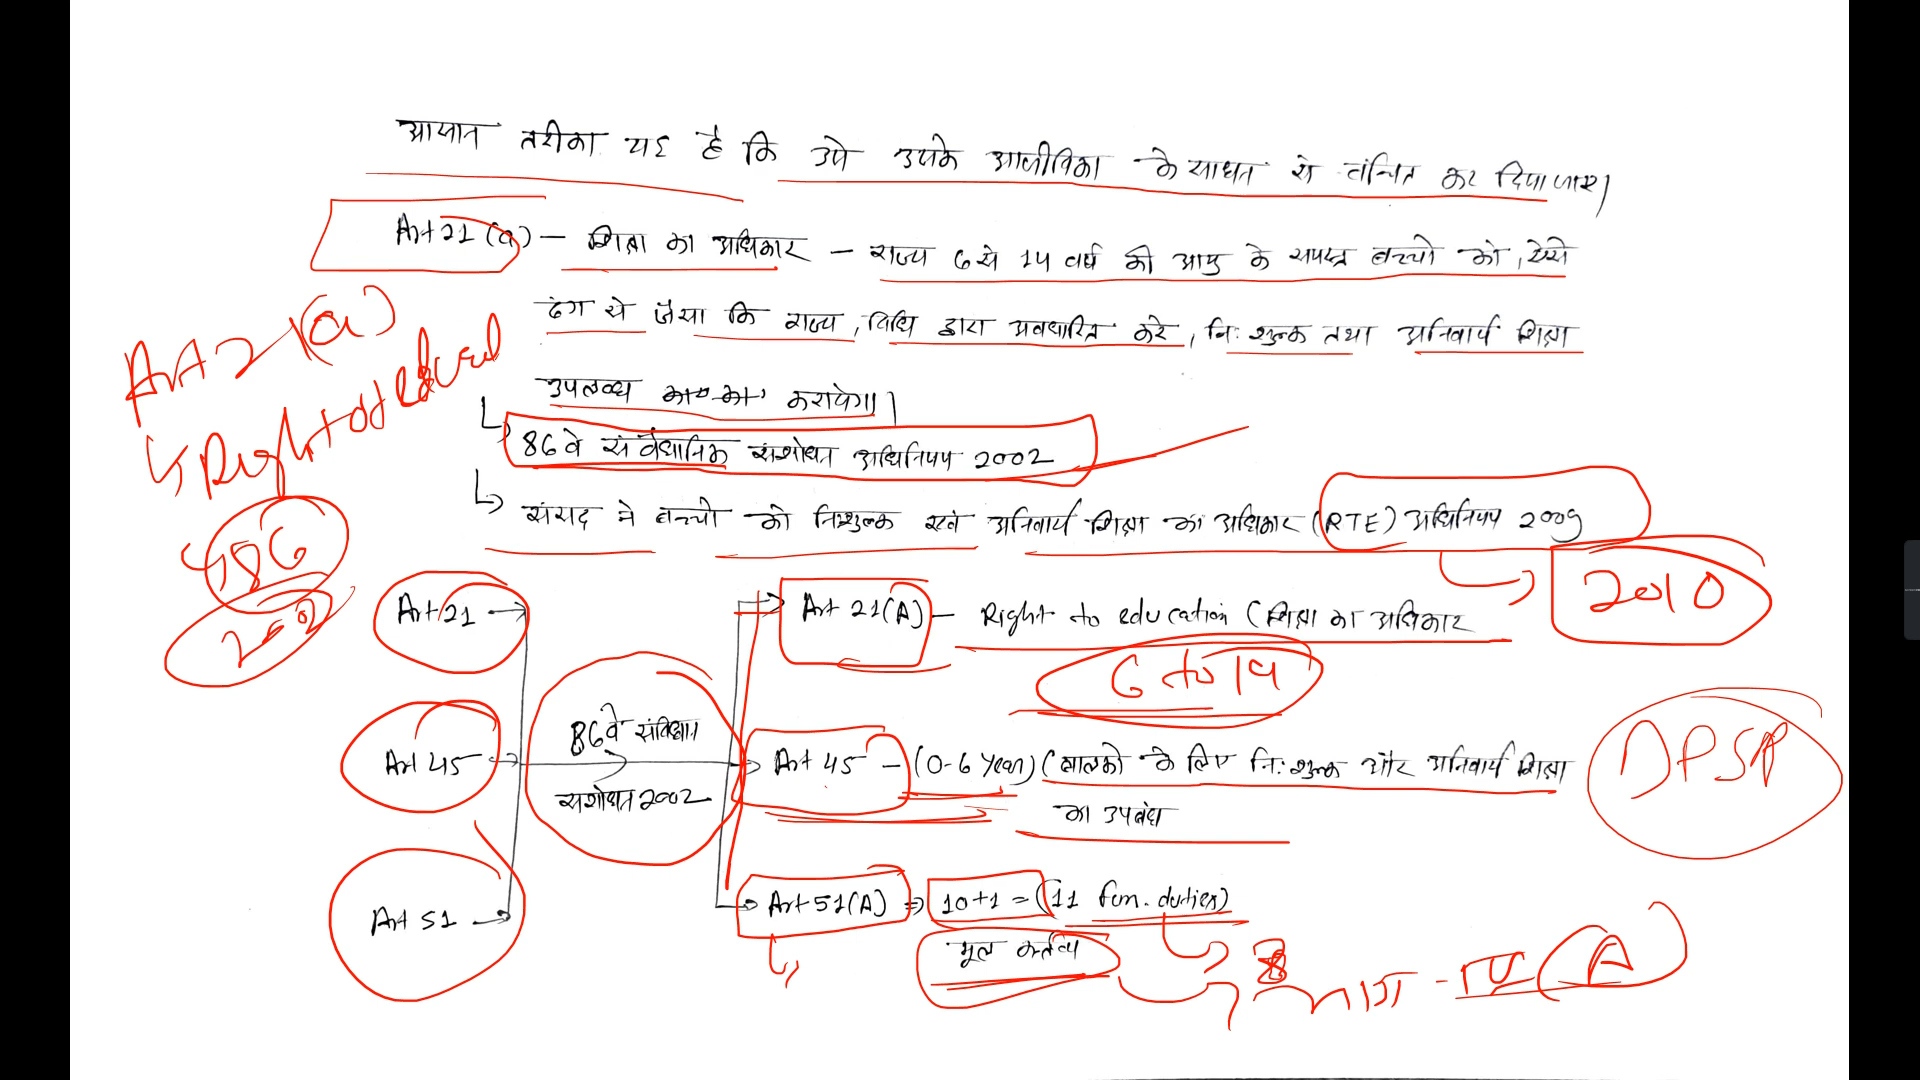 आसान तरीका यह है कि उसे उसके आजीविका के साधन से वंचित कर दिया जाए।
Art 21 (a) – शिक्षा का अधिकार – राज्य 6 से 14 वर्ष की आयु के समस्त बच्चो को, ऐसे
ढंग से जैसा कि राज्य, विधि द्वारा अवधारित करे, नि: शुल्क तथा अनिवार्य शिक्षा
उपलब्ध करायेगा।
Art 21(a)
↳ Right to
86वे संवैधानिक संशोधन अधिनियम 2002
संसद ने बच्चो को निशुल्क एवं अनिवार्य शिक्षा का अधिकार (RTE) अधिनियम 2009
↳ 86
2002
2010
Art 21 → Art 21(A) – Right to education (शिक्षा का अधिकार
6 to 14
86वे संविधान
संशोधन 2002
Art 45 → Art 45 – (0-6 Year) (बालको के लिए नि: शुल्क और अनिवार्य शिक्षा
का उपबंध
DPSP
Art 51 → Art 51(A) ⇒ 10+1 = (11 fun. duties)
मूल कर्तव्य
भाग - IV (A)